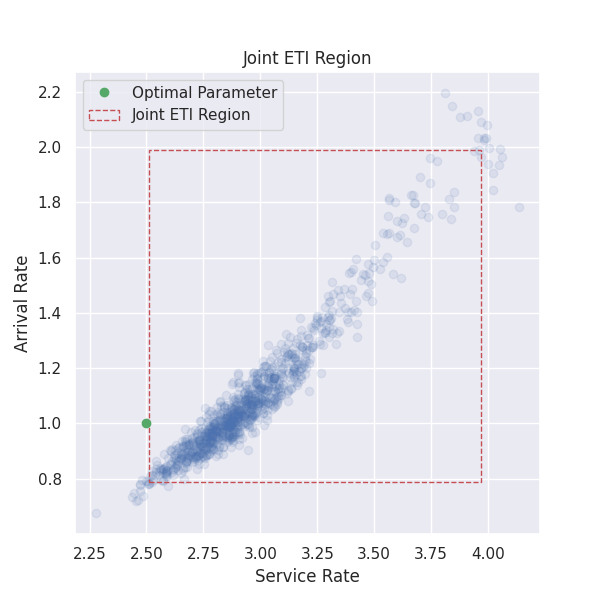 Joint ETI Region
Optimal Parameter
Joint ETI Region
2.2
2.0
1.8
1.6
1.4
1.2
1.0
0.8
Arrival Rate
2.25 2.50 2.75 3.00 3.25 3.50 3.75 4.00
Service Rate